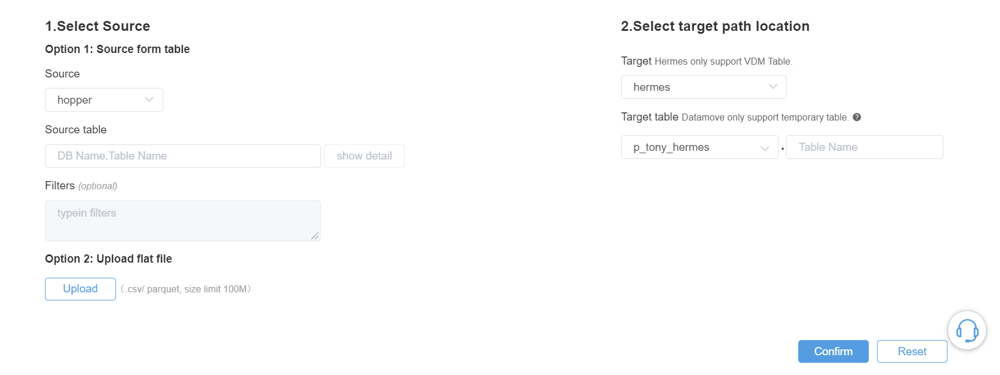 1.Select Source
Option 1: Source form table
Source
hopper
Source table
DB Name.Table Name
show detail
Filters (optional)
typein filters
Option 2: Upload flat file
Upload
（.csv/.parquet, size limit 100M）
2.Select target path location
Target Hermes only support VDM Table.
hermes
Target table Datamove only support temporary table. ?
p_tony_hermes . Table Name
Confirm
Reset